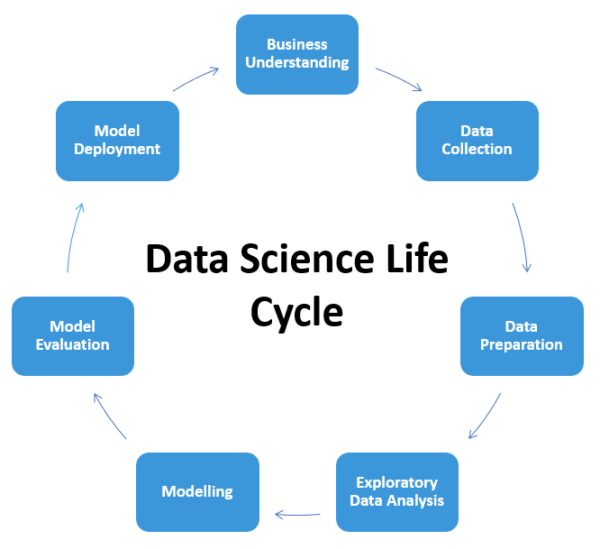 Business
Understanding
Data
Collection
Data
Preparation
Exploratory
Data Analysis
Modelling
Model
Evaluation
Model
Deployment
Data Science Life
Cycle